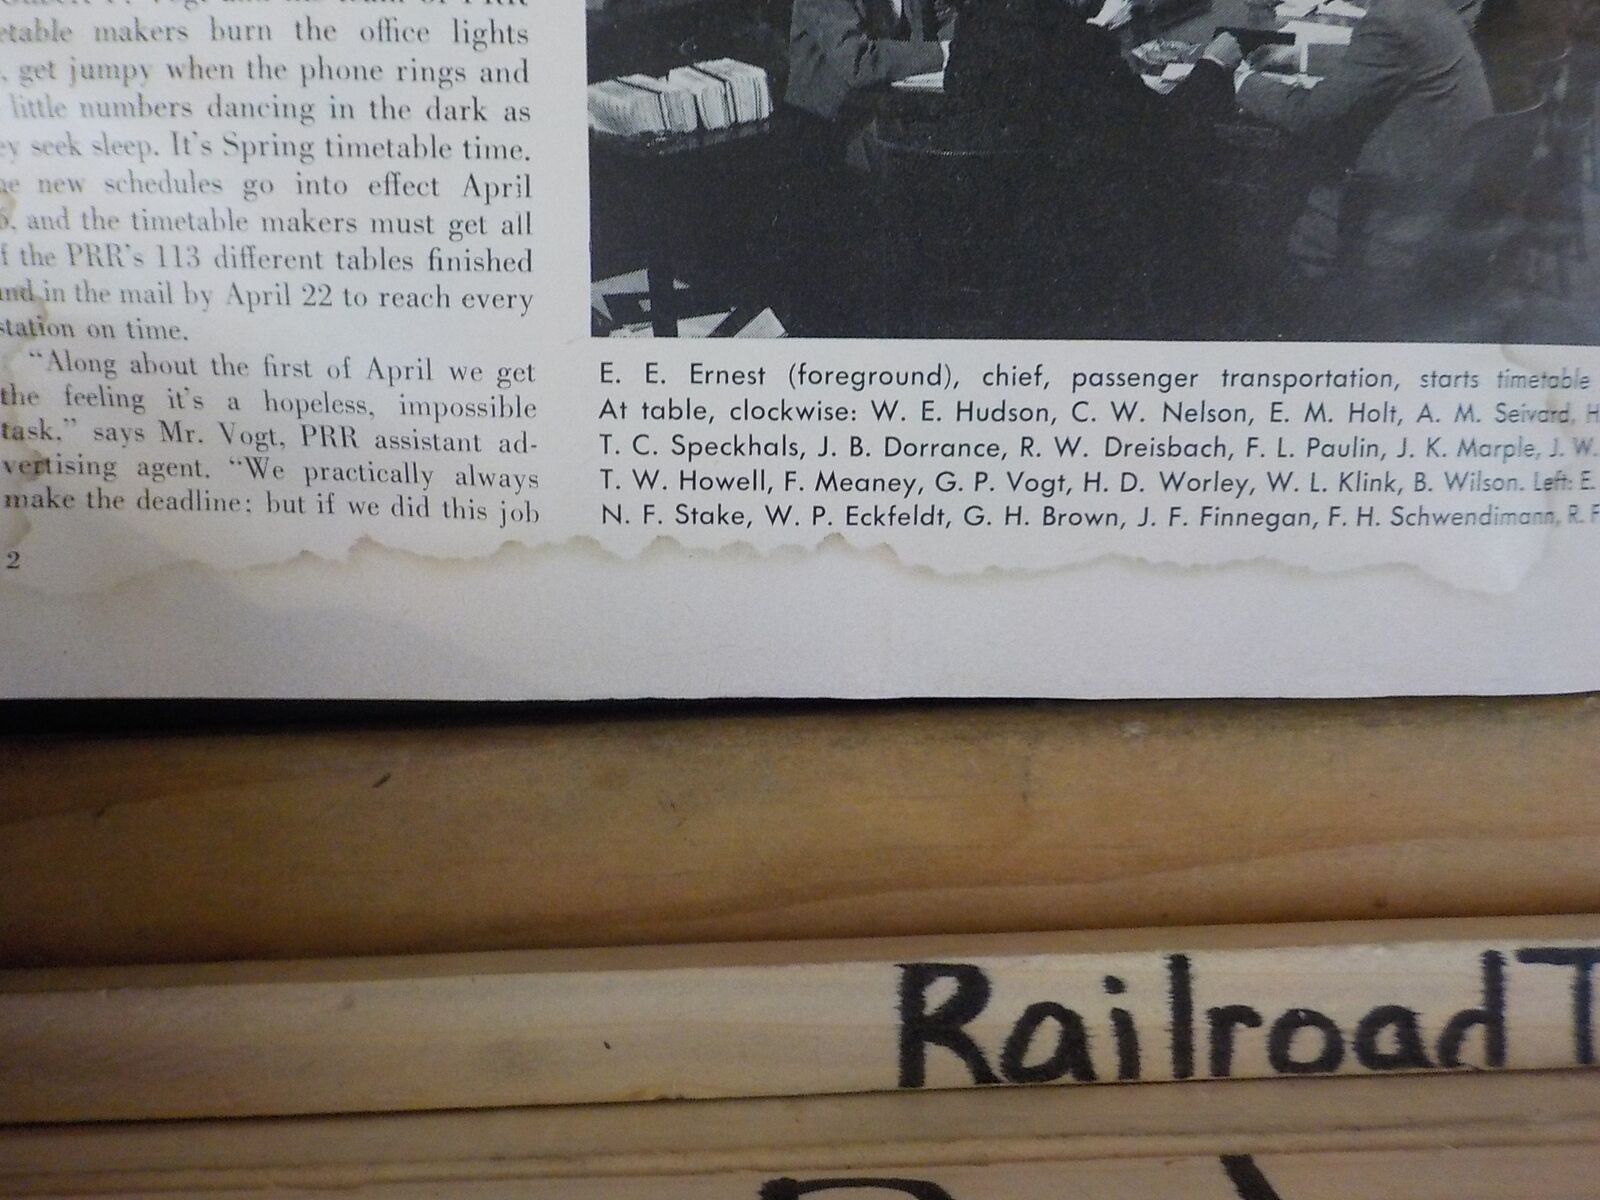 makers burn the office lights
get jumpy when the phone rings and
little numbers dancing in the dark as
seek sleep. It's Spring timetable time.
new schedules go into effect April
and the timetable makers must get all
the PRR's 113 different tables finished
and in the mail by April 22 to reach every
station on time.
"Along about the first of April we get
the feeling it's a hopeless, impossible
task," says Mr. Vogt, PRR assistant ad-
vertising agent. "We practically always
make the deadline; but if we did this job
2
E. E. Ernest (foreground), chief, passenger transportation, starts timetable
At table, clockwise: W. E. Hudson, C. W. Nelson, E. M. Holt, A. M. Seivard, H
T. C. Speckhals, J. B. Dorrance, R. W. Dreisbach, F. L. Paulin, J. K. Marple, J. W.
T. W. Howell, F. Meaney, G. P. Vogt, H. D. Worley, W. L. Klink, B. Wilson. Left: E.
N. F. Stake, W. P. Eckfeldt, G. H. Brown, J. F. Finnegan, F. H. Schwendimann, R. F
Railroad T